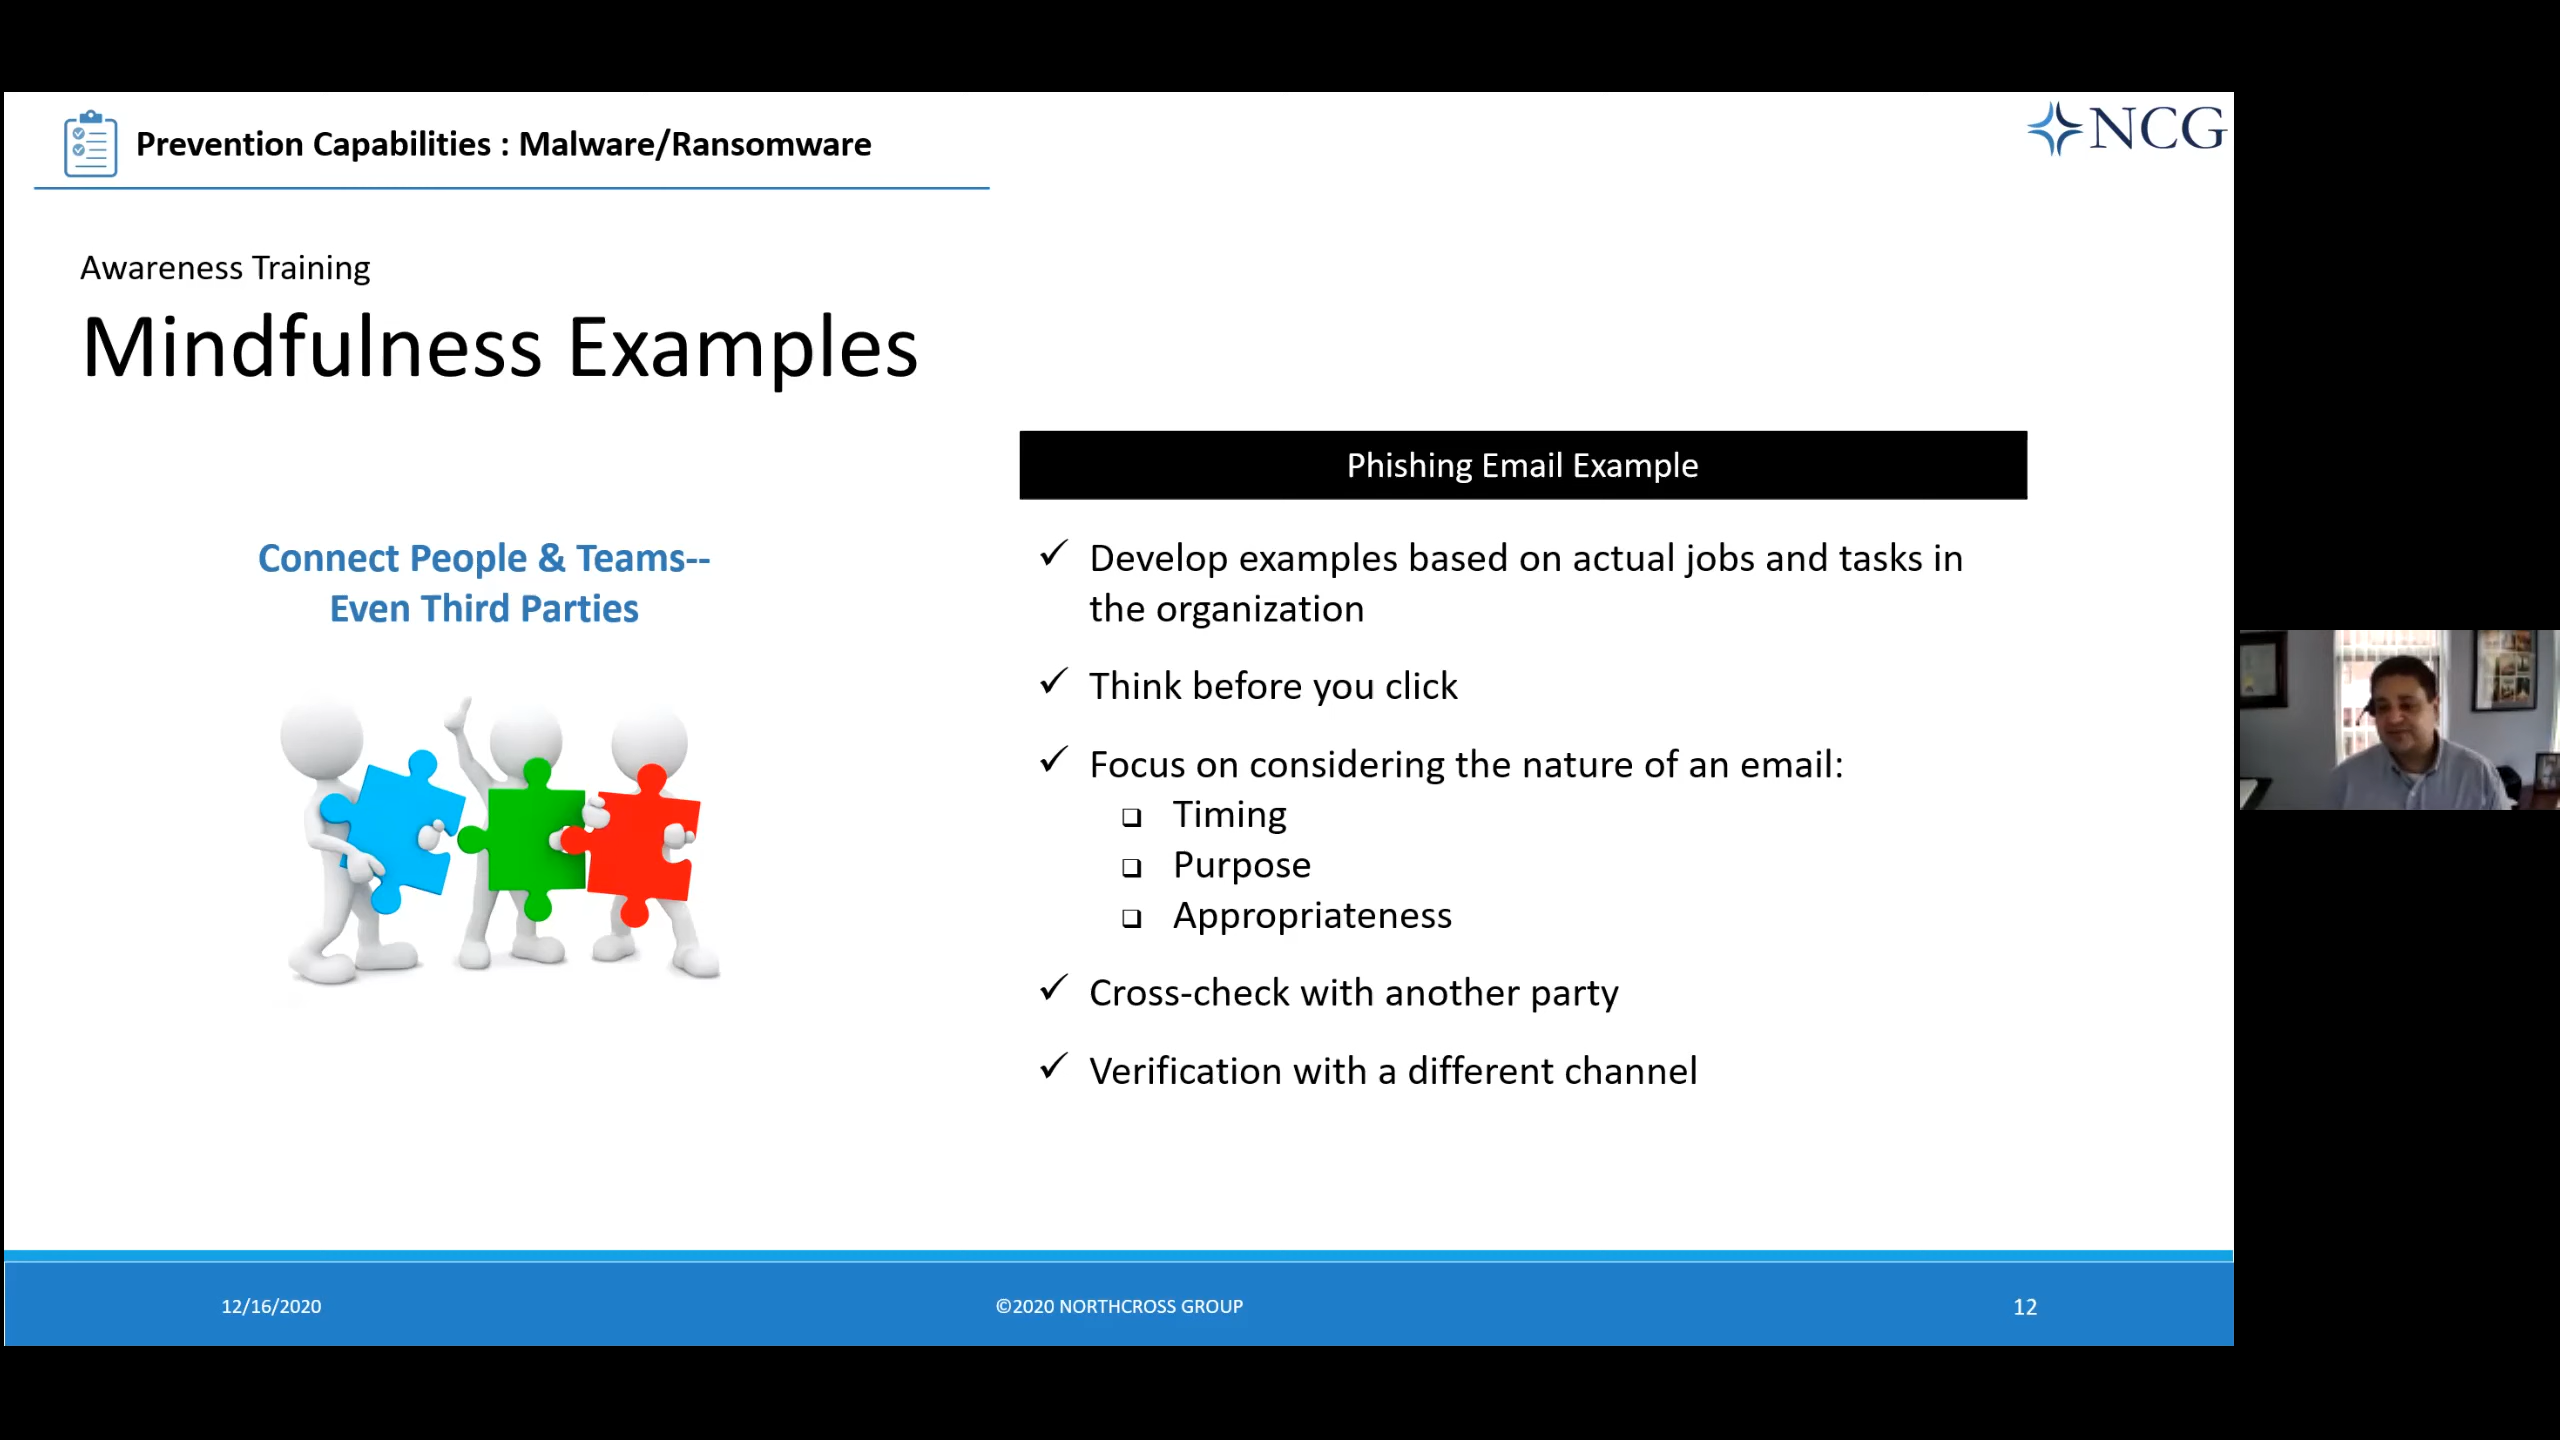 Prevention Capabilities : Malware/Ransomware
NCG
Awareness Training
Mindfulness Examples
Connect People & Teams--
Even Third Parties
Phishing Email Example
Develop examples based on actual jobs and tasks in
the organization
Think before you click
Focus on considering the nature of an email:
Timing
Purpose
Appropriateness
Cross-check with another party
Verification with a different channel
12/16/2020
©2020 NORTHCROSS GROUP
12